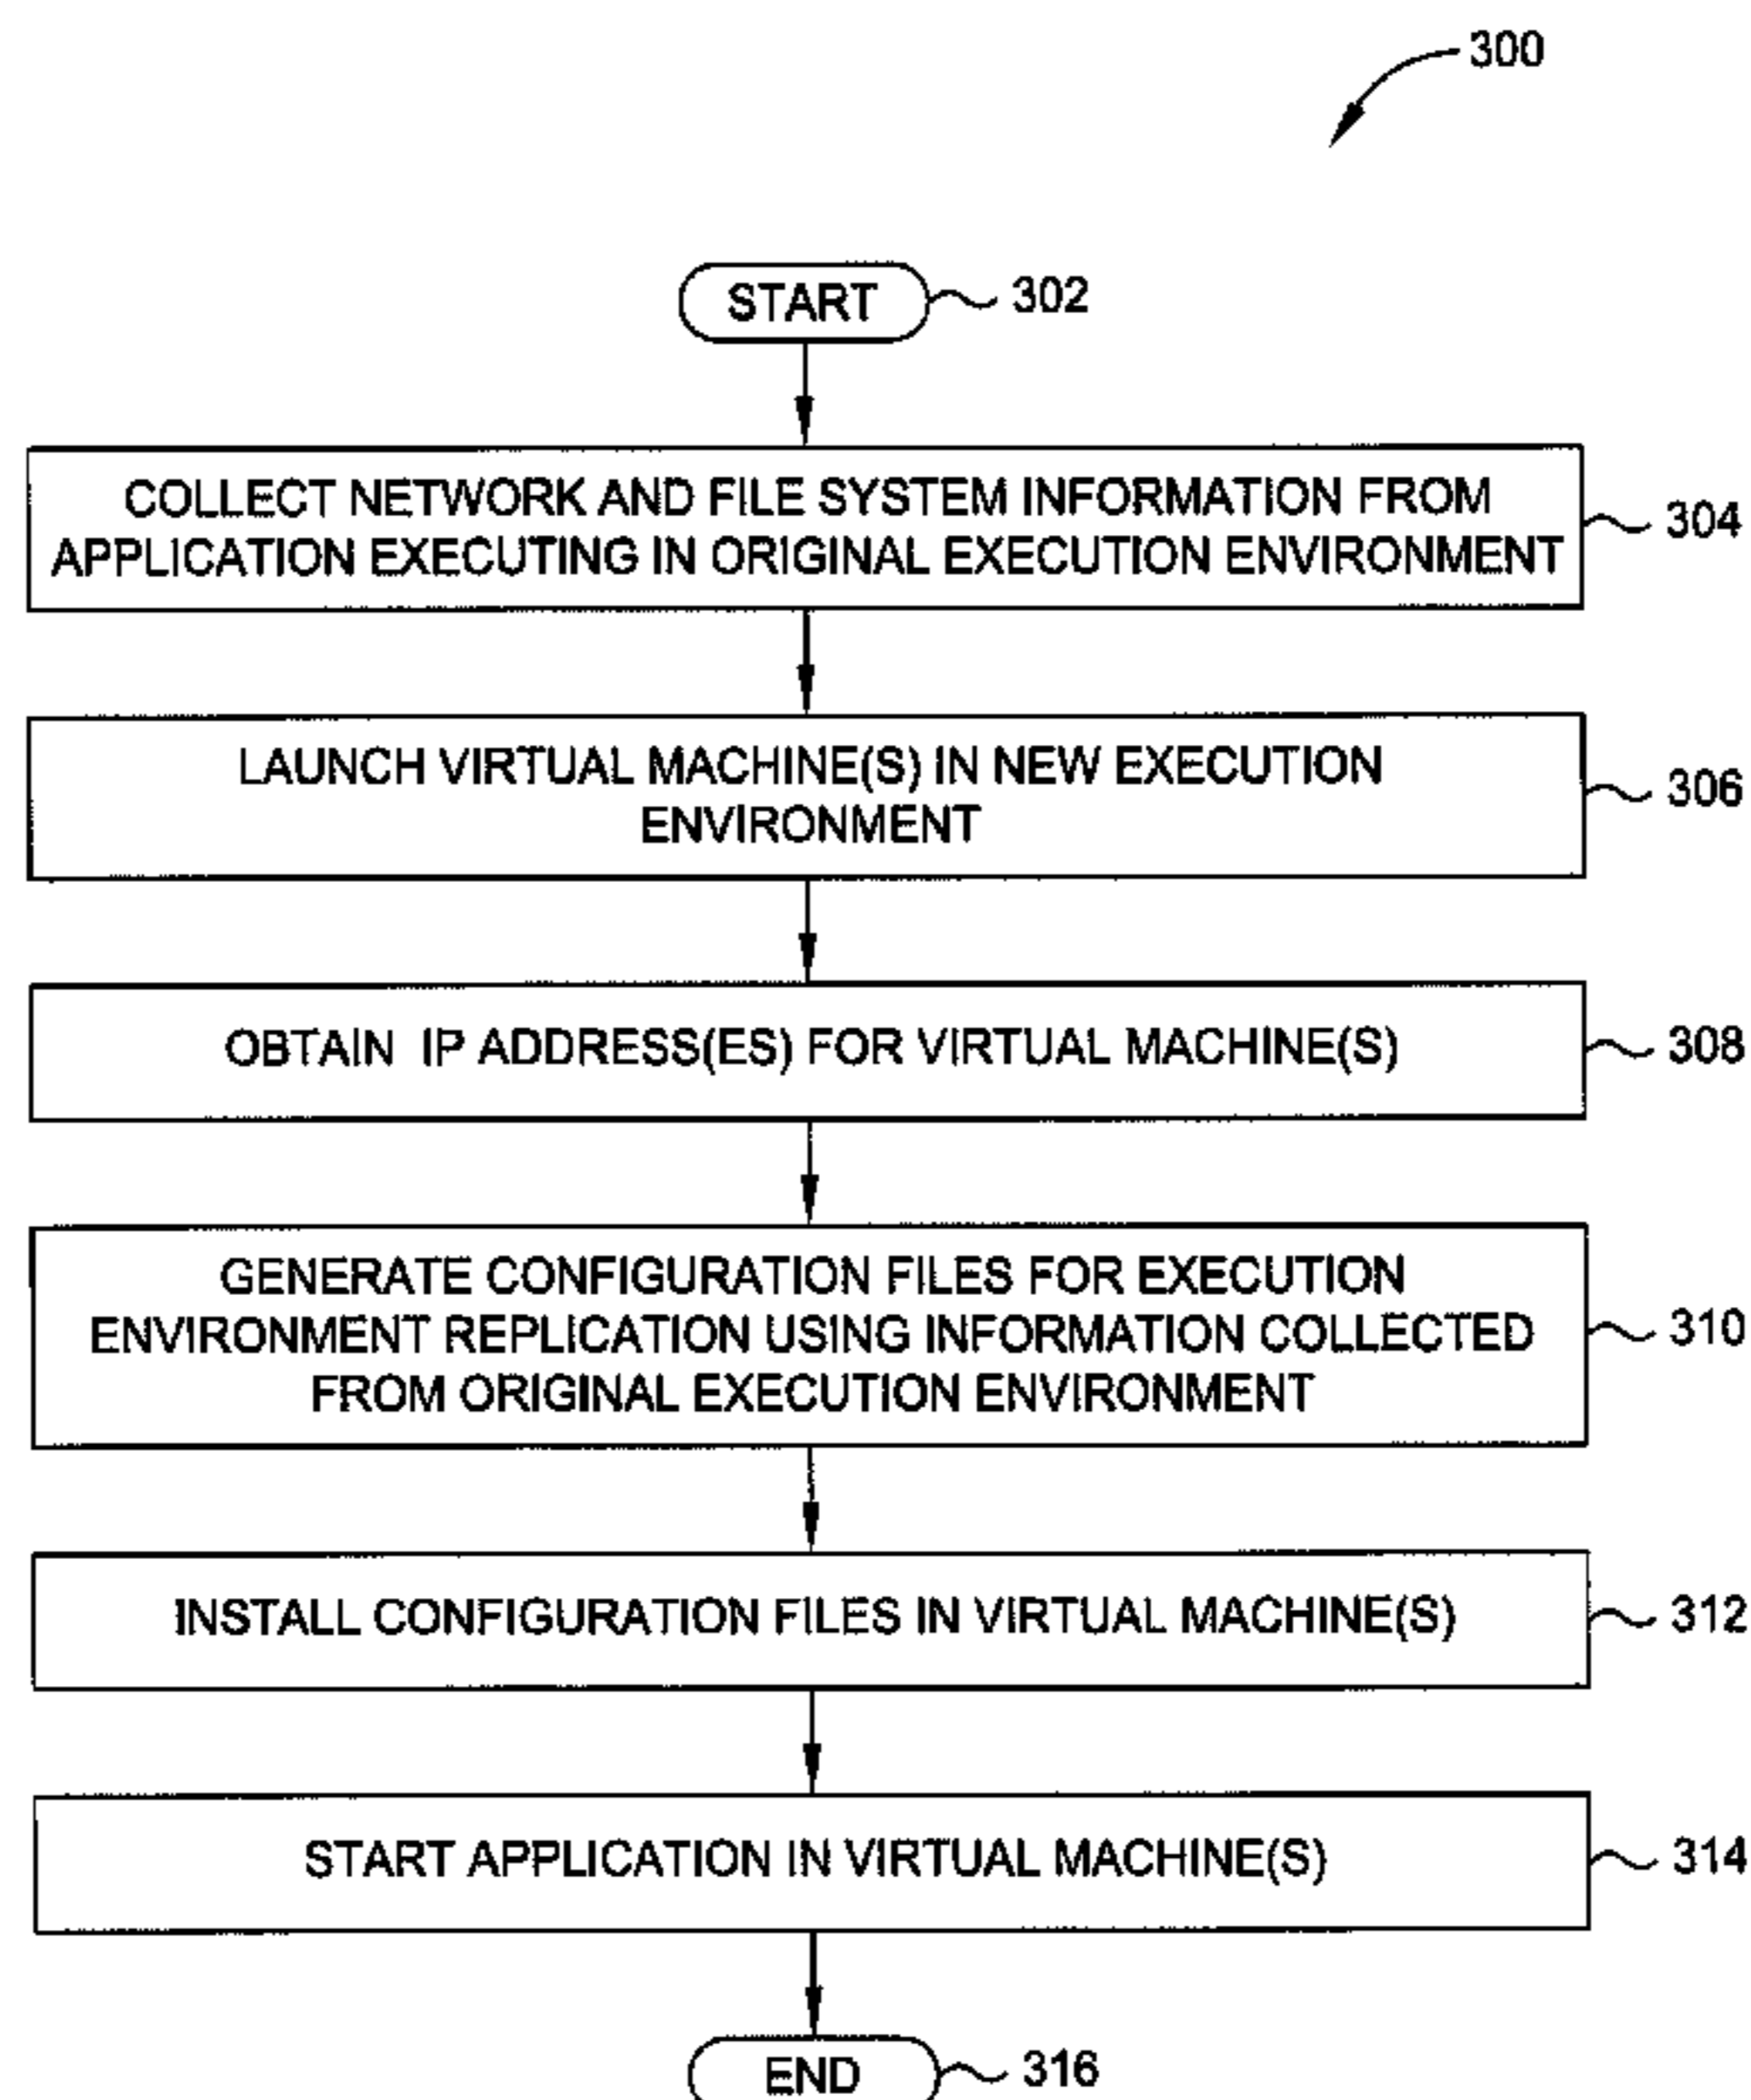 300
START
302
COLLECT NETWORK AND FILE SYSTEM INFORMATION FROM
APPLICATION EXECUTING IN ORIGINAL EXECUTION ENVIRONMENT
304
LAUNCH VIRTUAL MACHINE(S) IN NEW EXECUTION
ENVIRONMENT
306
OBTAIN IP ADDRESS(ES) FOR VIRTUAL MACHINE(S)
308
GENERATE CONFIGURATION FILES FOR EXECUTION
ENVIRONMENT REPLICATION USING INFORMATION COLLECTED
FROM ORIGINAL EXECUTION ENVIRONMENT
310
INSTALL CONFIGURATION FILES IN VIRTUAL MACHINE(S)
312
START APPLICATION IN VIRTUAL MACHINE(S)
314
END
316